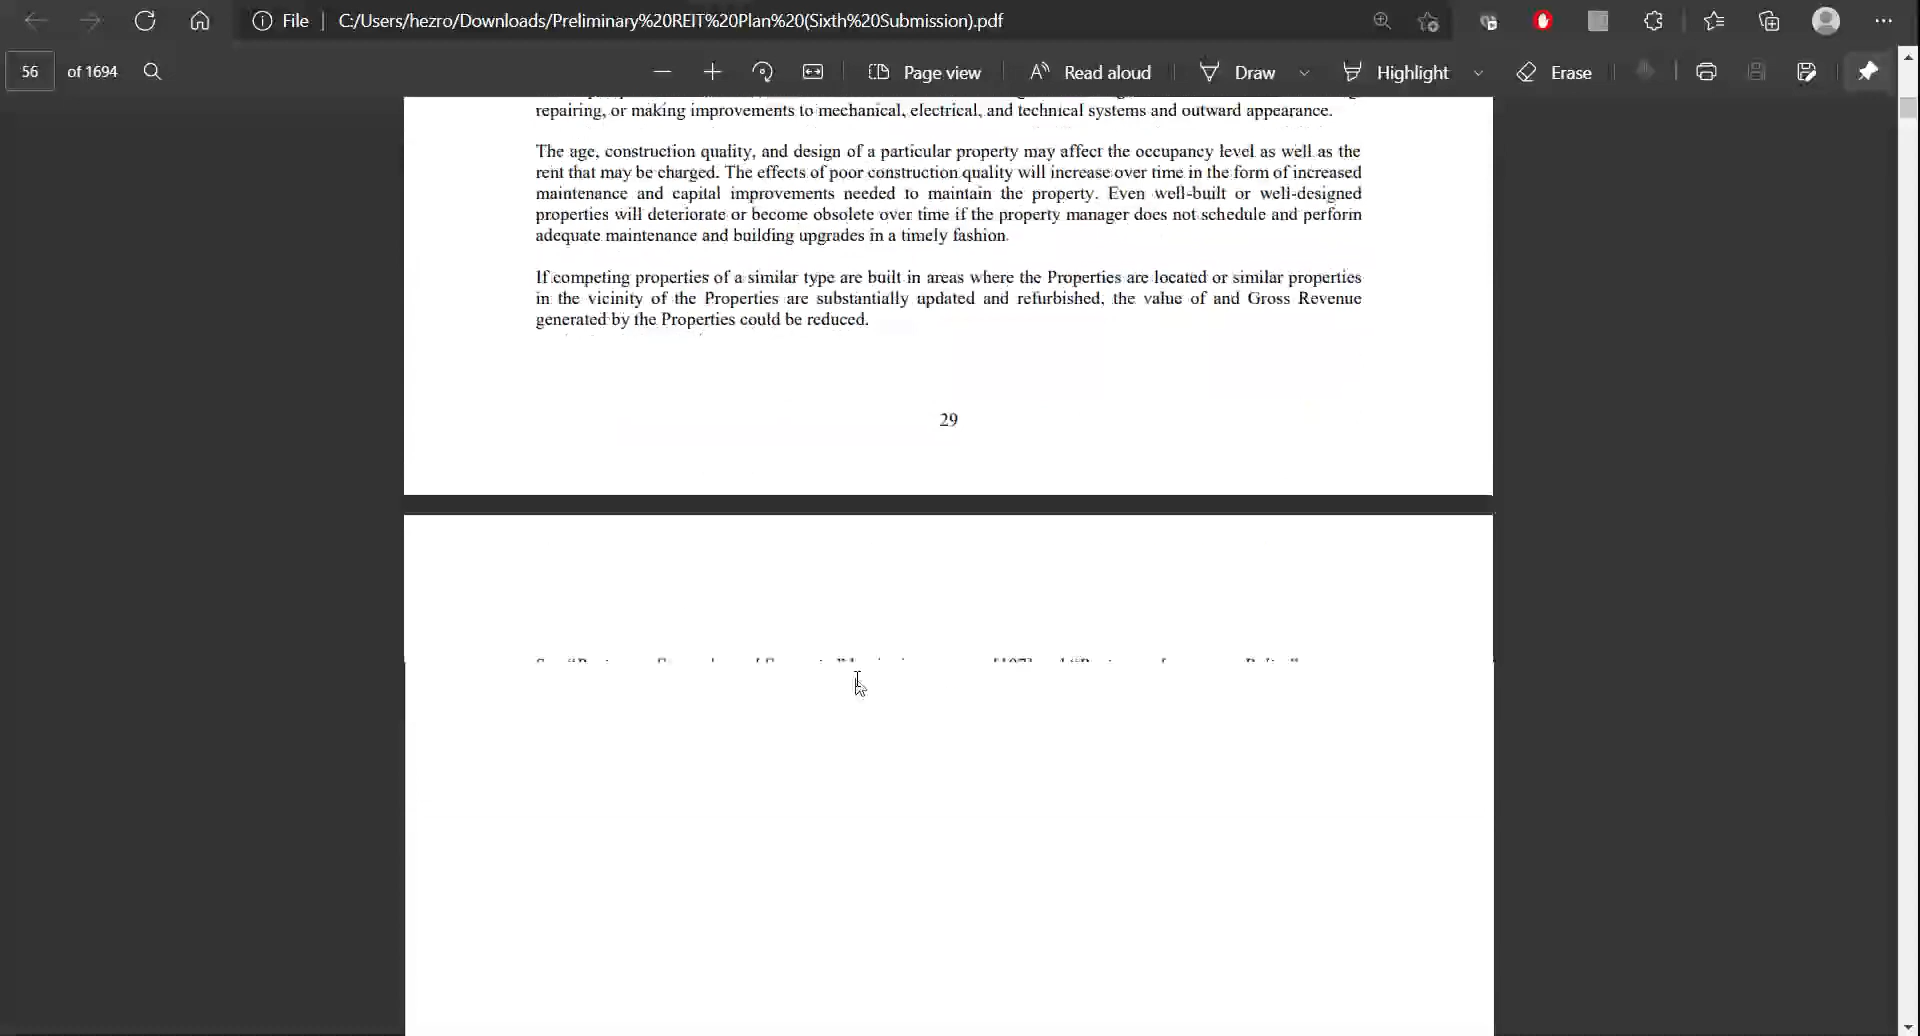 File
C:/Users/hezro/Downloads/Preliminary%20REIT%20Plan%20(Sixth%20Submission).pdf
56 of 1694
Page view
Read aloud
Draw
Highlight
Erase
repairing, or making improvements to mechanical, electrical, and technical systems and outward appearance.
The age, construction quality, and design of a particular property may affect the occupancy level as well as the
rent that may be charged. The effects of poor construction quality will increase over time in the form of increased
maintenance and capital improvements needed to maintain the property. Even well-built or well-designed
properties will deteriorate or become obsolete over time if the property manager does not schedule and perform
adequate maintenance and building upgrades in a timely fashion.
If competing properties of a similar type are built in areas where the Properties are located or similar properties
in the vicinity of the Properties are substantially updated and refurbished, the value of and Gross Revenue
generated by the Properties could be reduced.
29